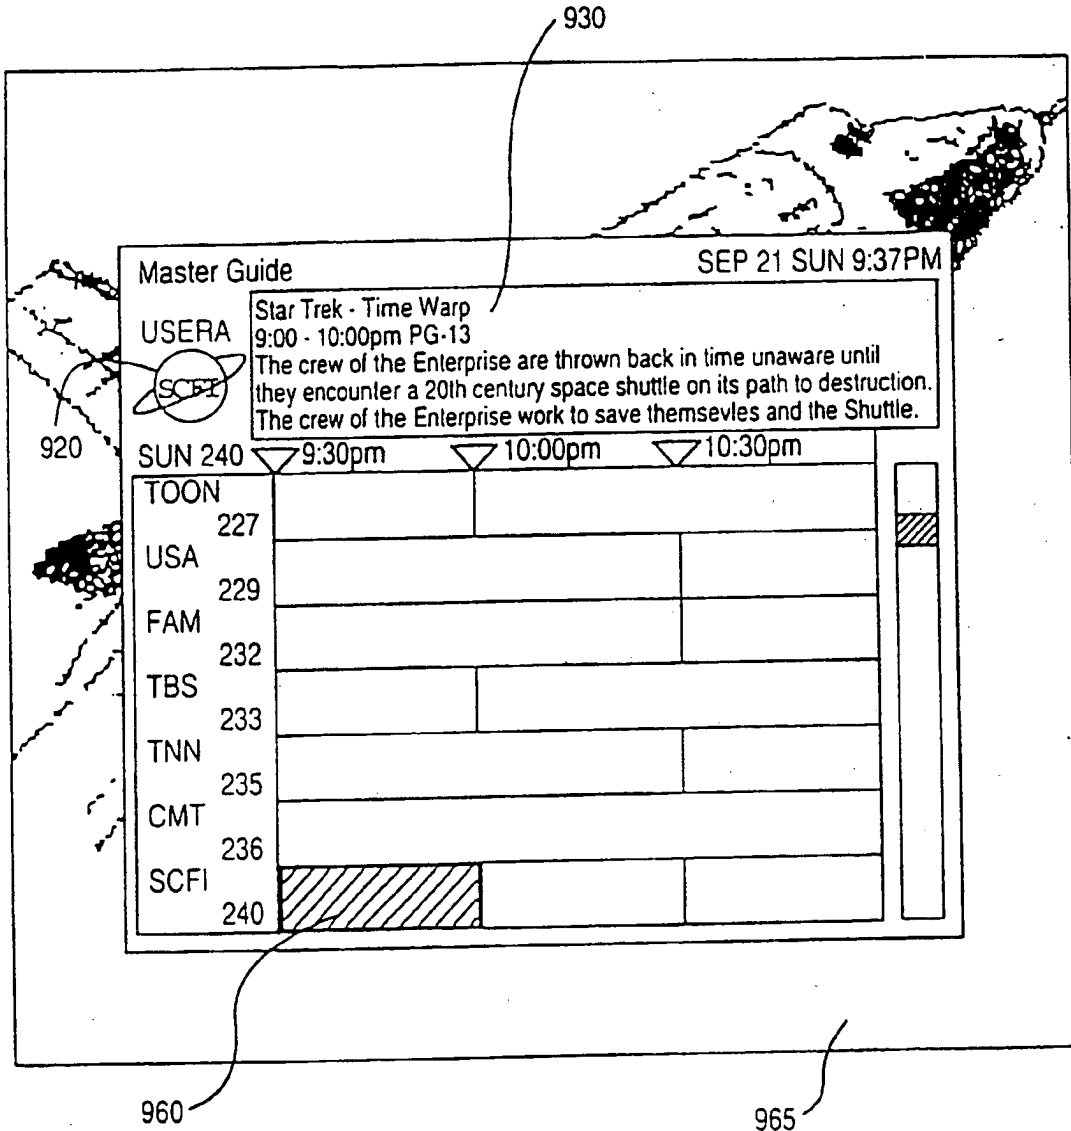 930
Master Guide
SEP 21 SUN 9:37PM
USERA
SCFI
Star Trek - Time Warp
9:00 - 10:00pm PG-13
The crew of the Enterprise are thrown back in time unaware until
they encounter a 20th century space shuttle on its path to destruction.
The crew of the Enterprise work to save themsevles and the Shuttle.
920
SUN 240 9:30pm 10:00pm 10:30pm
TOON
227
USA
229
FAM
232
TBS
233
TNN
235
CMT
236
SCFI
240
960
965